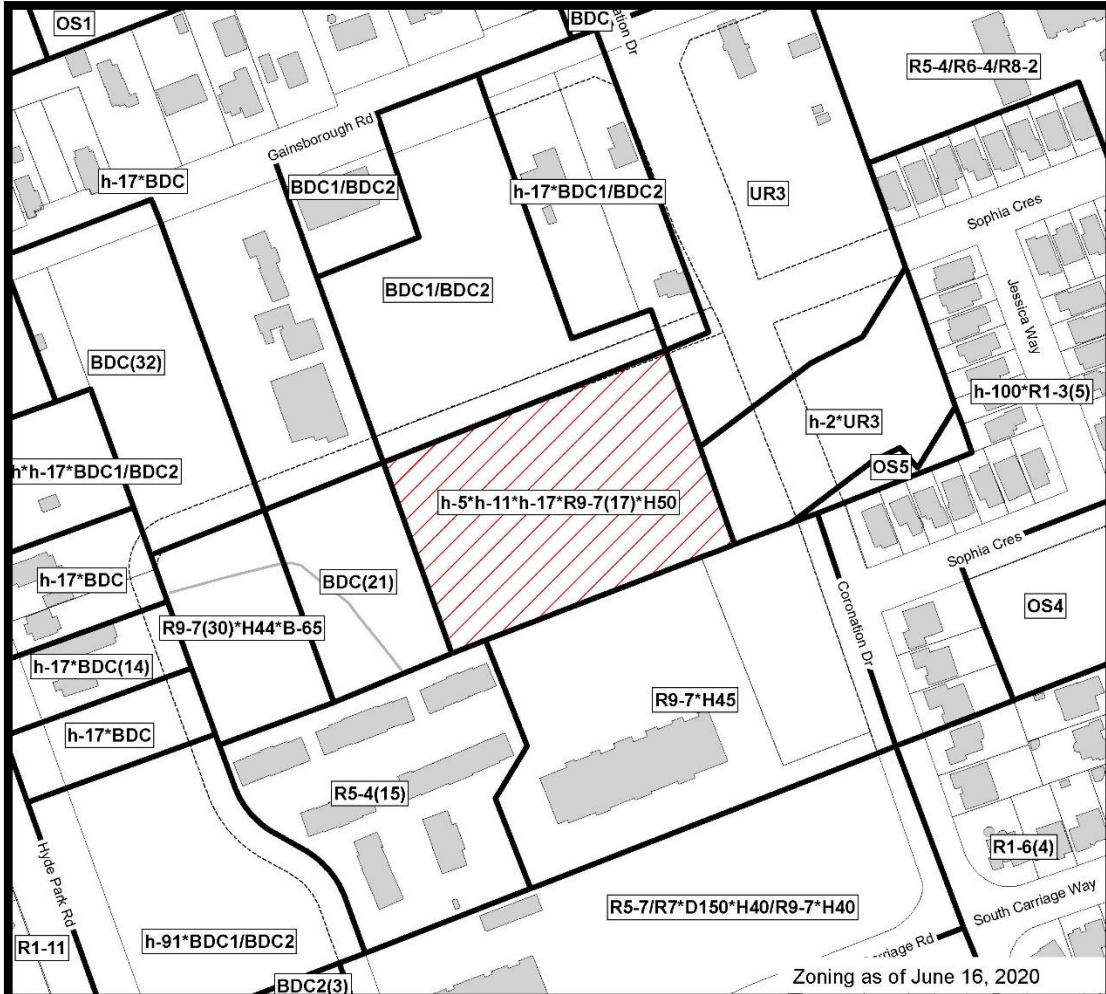 OS1
BDC
ation Dr
R5-4/R6-4/R8-2
Gainsborough Rd
h-17*BDC
BDC1/BDC2
h-17*BDC1/BDC2
UR3
Sophia Cres
BDC1/BDC2
Jessica Way
BDC(32)
h-100*R1-3(5)
h-2*UR3
OS5
h*h-17*BDC1/BDC2
h-5*h-11*h-17*R9-7(17)*H50
Sophia Cres
h-17*BDC
BDC(21)
OS4
R9-7(30)*H44*B-65
Coronation Dr
h-17*BDC(14)
R9-7*H45
h-17*BDC
R5-4(15)
R1-6(4)
Hyde Park Rd
R5-7/R7*D150*H40/R9-7*H40
South Carriage Way
R1-11
h-91*BDC1/BDC2
arriage Rd
BDC2(3)
Zoning as of June 16, 2020